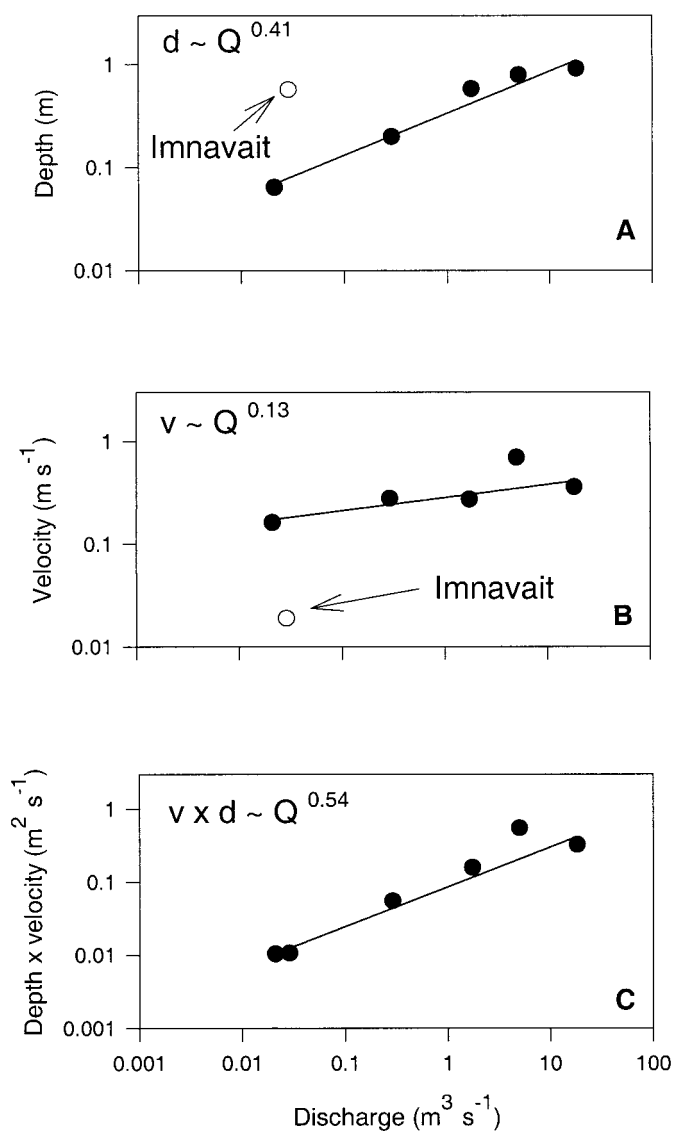 d ~ Q^0.41
1
Imnavait
0.1
Depth (m)
A
0.01
v ~ Q^0.13
1
Velocity (m s^-1)
0.1
Imnavait
B
0.01
v x d ~ Q^0.54
1
0.1
Depth x velocity (m^2 s^-1)
0.01
C
0.001
0.001 0.01 0.1 1 10 100
Discharge (m^3 s^-1)